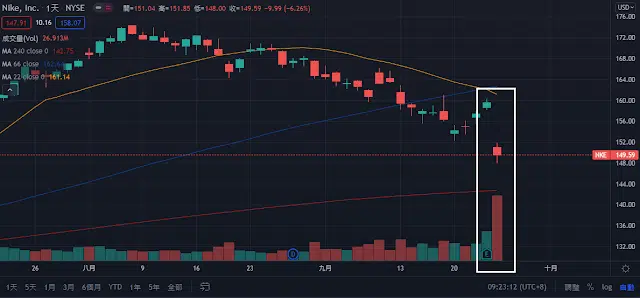 Nike, Inc. · 1天 · NYSE 開=151.04 高=151.85 低=148.00 收=149.59 -9.99 (-6.26%)
USD
147.91 10.16 158.07
成交量(Vol) 26.913M
MA 240 close 0 142.75
MA 66 close 0
MA 22 close 0 161.14
176.00
172.00
168.00
164.00
160.00
156.00
152.00
NKE 149.59
148.00
144.00
140.00
136.00
132.00
26 八月 9 16 23 九月 13 20 十月
1天 5天 1月 3月 6個月 YTD 1年 5年 全部 09:23:12 (UTC+8) 調整 % log 自動